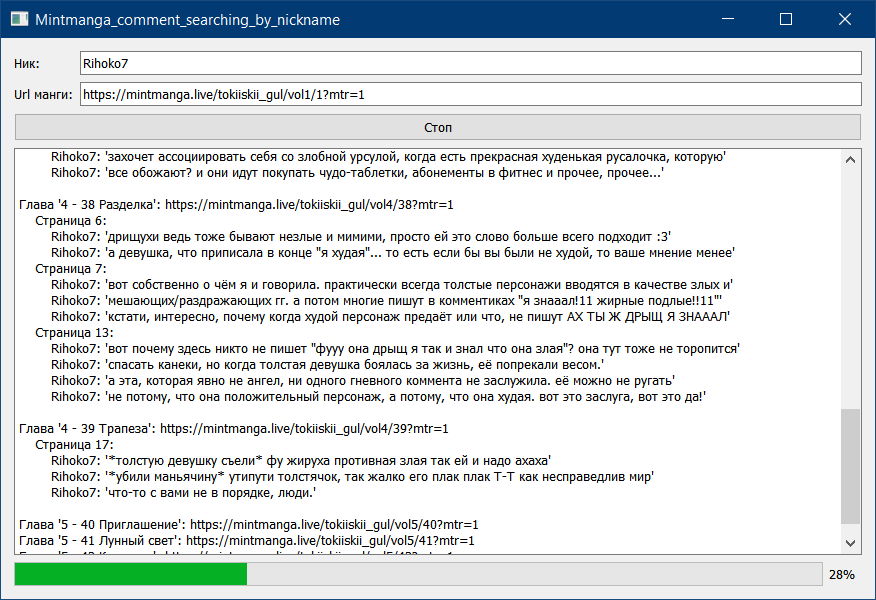 Mintmanga_comment_searching_by_nickname
Ник: Rihoko7
Url манги: https://mintmanga.live/tokiiskii_gul/vol1/1?mtr=1
Стоп
Rihoko7: 'захочет ассоциировать себя со злобной урсулой, когда есть прекрасная худенькая русалочка, которую'
Rihoko7: 'все обожают? и они идут покупать чудо-таблетки, абонементы в фитнес и прочее, прочее...'
Глава '4 - 38 Разделка': https://mintmanga.live/tokiiskii_gul/vol4/38?mtr=1
Страница 6:
Rihoko7: 'дрищухи ведь тоже бывают незлые и мимими, просто ей это слово больше всего подходит :3'
Rihoko7: 'а девушка, что приписала в конце "я худая"... то есть если бы вы были не худой, то ваше мнение менее'
Страница 7:
Rihoko7: 'вот собственно о чём я и говорила. практически всегда толстые персонажи вводятся в качестве злых и'
Rihoko7: 'мешающих/раздражающих гг. а потом многие пишут в комментиках "я знааал!11 жирные подлые!!11"'
Rihoko7: 'кстати, интересно, почему когда худой персонаж предаёт или что, не пишут АХ ТЫ Ж ДРЫЩ Я ЗНАААЛ'
Страница 13:
Rihoko7: 'вот почему здесь никто не пишет "фууу она дрыщ я так и знал что она злая"? она тут тоже не торопится'
Rihoko7: 'спасать канеки, но когда толстая девушка боялась за жизнь, её попрекали весом.'
Rihoko7: 'а эта, которая явно не ангел, ни одного гневного коммента не заслужила. её можно не ругать'
Rihoko7: 'не потому, что она положительный персонаж, а потому, что она худая. вот это заслуга, вот это да!'
Глава '4 - 39 Трапеза': https://mintmanga.live/tokiiskii_gul/vol4/39?mtr=1
Страница 17:
Rihoko7: '*толстую девушку съели* фу жируха противная злая так ей и надо ахаха'
Rihoko7: '*убили маньячину* утипути толстячок, так жалко его плак плак Т-Т как несправедлив мир'
Rihoko7: 'что-то с вами не в порядке, люди.'
Глава '5 - 40 Приглашение': https://mintmanga.live/tokiiskii_gul/vol5/40?mtr=1
Глава '5 - 41 Лунный свет': https://mintmanga.live/tokiiskii_gul/vol5/41?mtr=1
28%